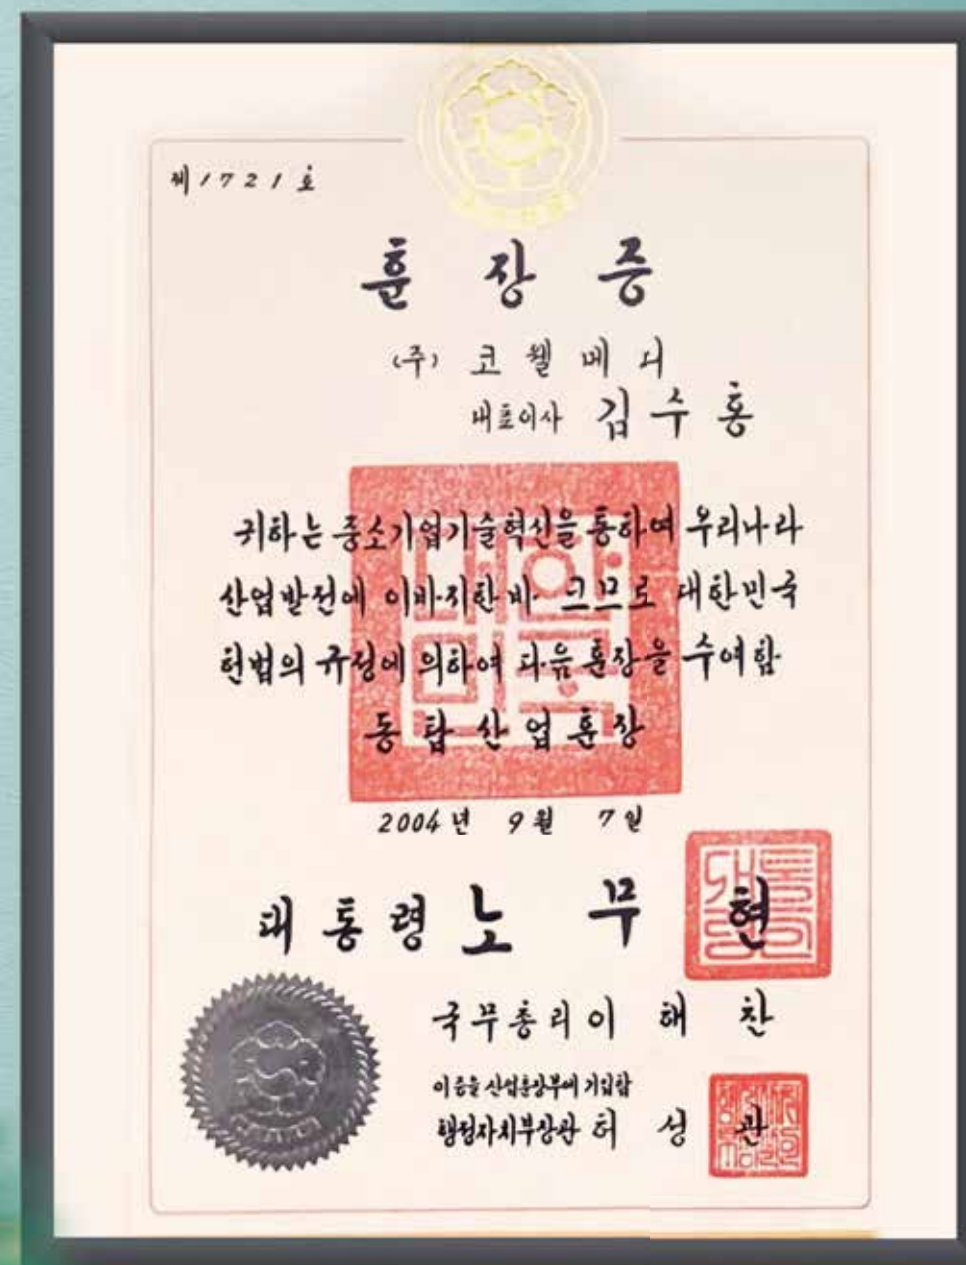 제1721호
훈장증
(주) 코웰메디
대표이사 김수홍
귀하는 중소기업기술혁신을 통하여 우리나라
산업발전에 이바지한 바 크므로 대한민국
헌법의 규정에 의하여 다음 훈장을 수여함
동탑산업훈장
2004년 9월 7일
대통령 노무현
국무총리 이해찬
이 증을 산업훈장부에 기입함
행정자치부장관 허성관